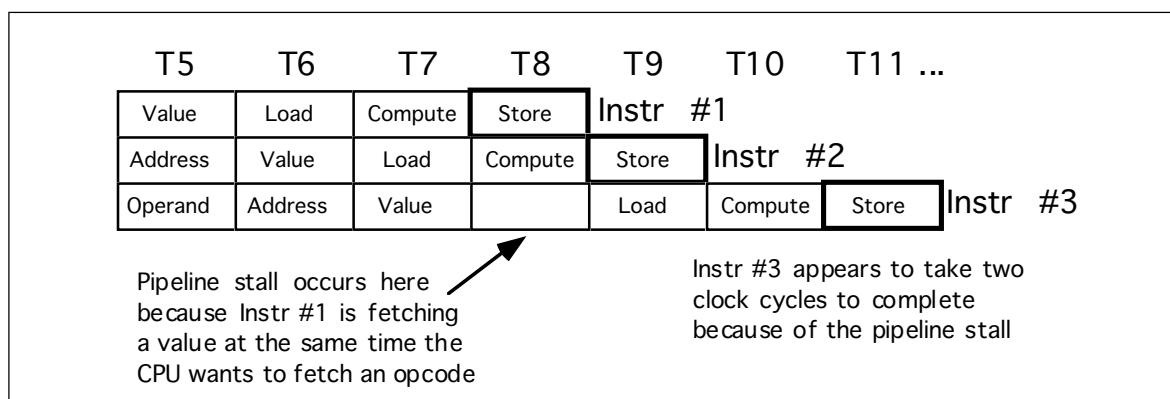 T5 T6 T7 T8 T9 T10 T11 ...
Value Load Compute Store Instr #1
Address Value Load Compute Store Instr #2
Operand Address Value Load Compute Store Instr #3
Pipeline stall occurs here
because Instr #1 is fetching
a value at the same time the
CPU wants to fetch an opcode
Instr #3 appears to take two
clock cycles to complete
because of the pipeline stall